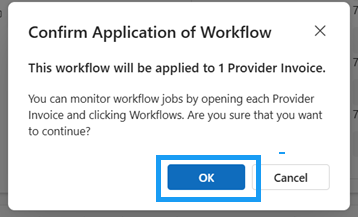 Confirm Application of Workflow
This workflow will be applied to 1 Provider Invoice.
You can monitor workflow jobs by opening each Provider
Invoice and clicking Workflows. Are you sure that you want
to continue?
OK
Cancel